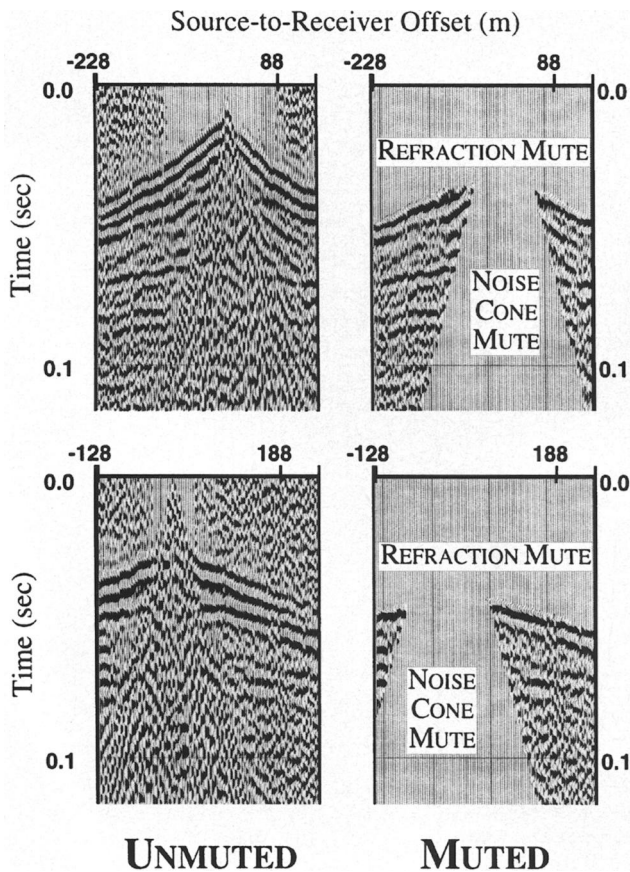 Source-to-Receiver Offset (m)
-228 88 -228 88
0.0 0.0
REFRACTION MUTE
Time (sec)
NOISE
CONE
MUTE
0.1 0.1
-128 188 -128 188
0.0 0.0
REFRACTION MUTE
Time (sec)
NOISE
CONE
MUTE
0.1 0.1
UNMUTED MUTED